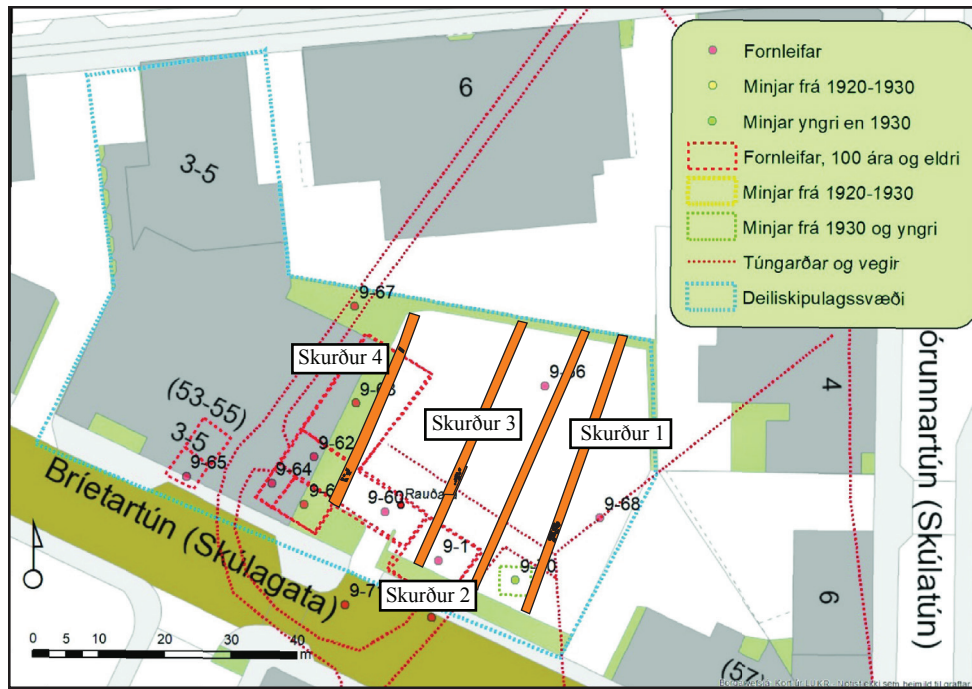 Fornleifar
Minjar frá 1920-1930
Minjar yngri en 1930
Fornleifar, 100 ára og eldri
Minjar frá 1920-1930
Minjar frá 1930 og yngri
Túngarðar og vegir
Deiliskipulagssvæði
6
3-5
9-67
Skurður 4
9-66
9-63
4
(53-55)
3-5
Skurður 3
Skurður 1
9-62
9-65
9-64
9-60
Rauðará
9-68
órunnartún (Skúlatún)
Bríetartún (Skúlagata)
9-1
9-7
Skurður 2
6
0 5 10 20 30 40
m
(57